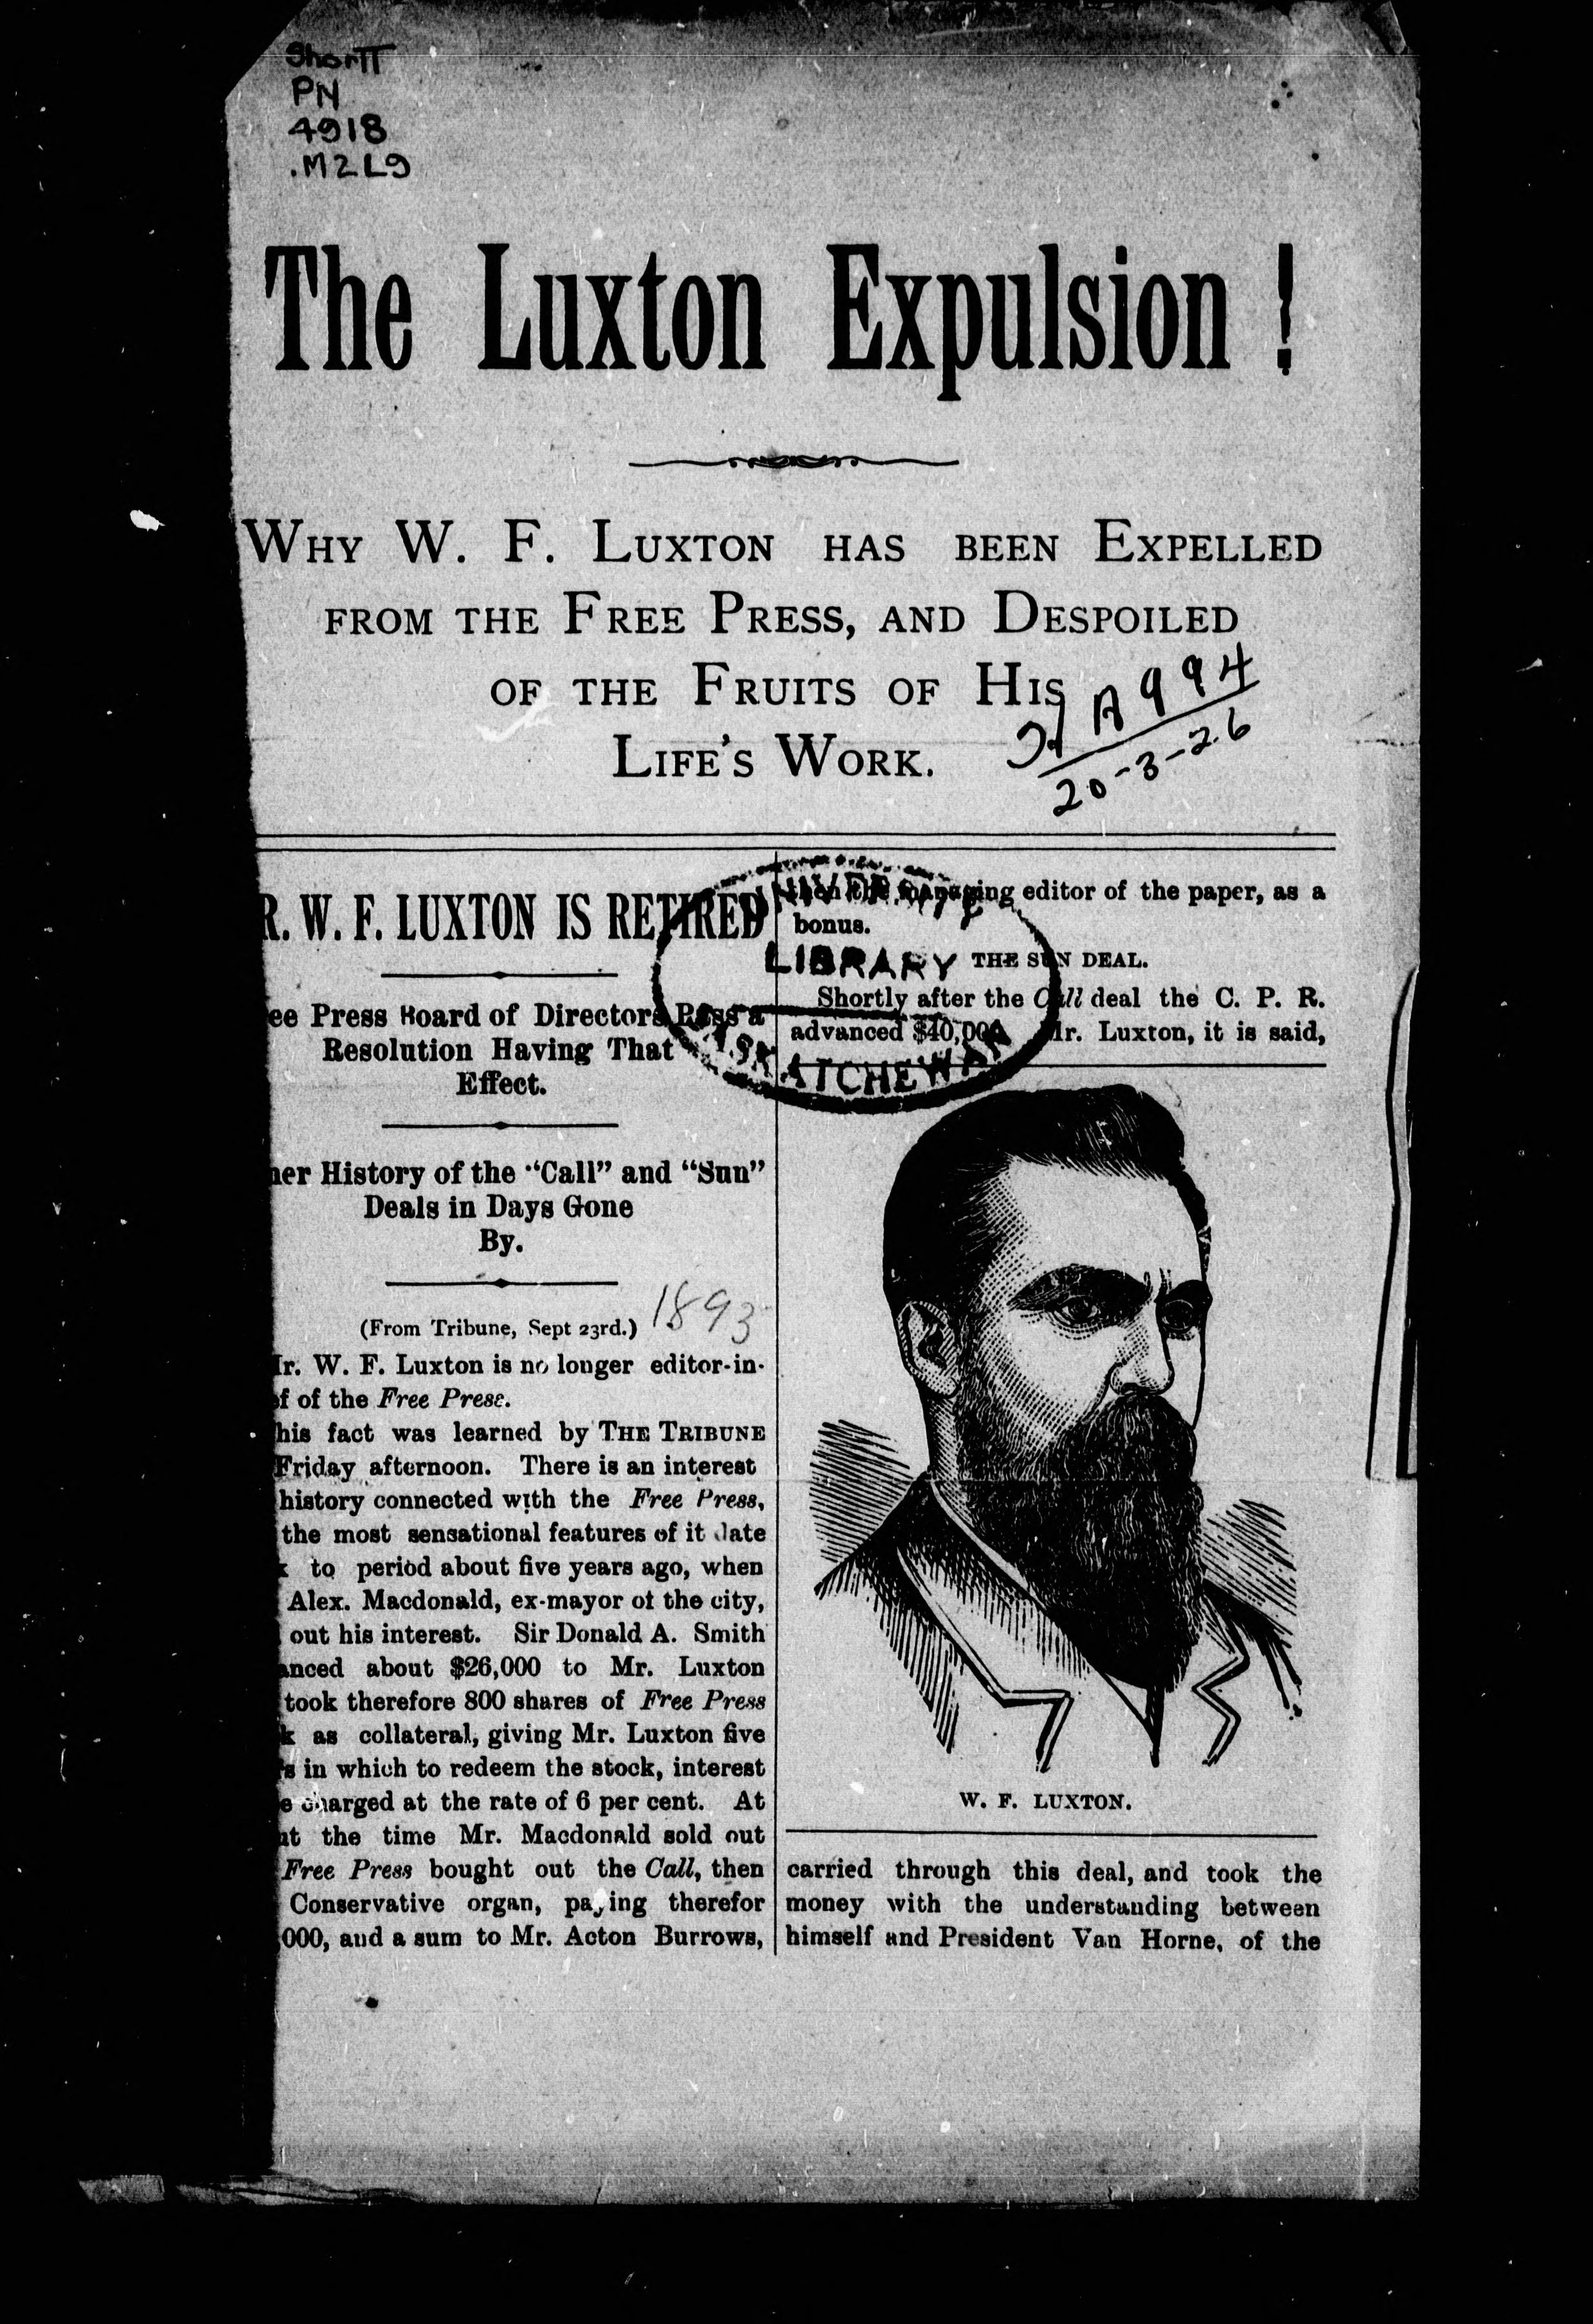 Shortt
PN
4918
.M2L9
The Luxton Expulsion !
WHY W. F. LUXTON HAS BEEN EXPELLED
FROM THE FREE PRESS, AND DESPOILED
OF THE FRUITS OF HIS
LIFE'S WORK.
A994
20-3-26
R. W. F. LUXTON IS RETIRED
ee Press Board of Directors Pass a
Resolution Having That
Effect.
ner History of the "Call" and "Sun"
Deals in Days Gone
By.
(From Tribune, Sept 23rd.) 1893
r. W. F. Luxton is no longer editor-in-
f of the Free Press.
his fact was learned by THE TRIBUNE
Friday afternoon. There is an interest
history connected with the Free Press,
the most sensational features of it date
to period about five years ago, when
Alex. Macdonald, ex-mayor ot the city,
out his interest. Sir Donald A. Smith
anced about $26,000 to Mr. Luxton
took therefore 800 shares of Free Press
k as collateral, giving Mr. Luxton five
s in which to redeem the stock, interest
e charged at the rate of 6 per cent. At
ut the time Mr. Macdonald sold out
Free Press bought out the Call, then
Conservative organ, paying therefor
000, and a sum to Mr. Acton Burrows,
managing editor of the paper, as a
bonus.
LIBRARY
THE SUN DEAL.
Shortly after the Call deal the C. P. R.
advanced $40,000 Mr. Luxton, it is said,
W. F. LUXTON.
carried through this deal, and took the
money with the understanding between
himself and President Van Horne, of the